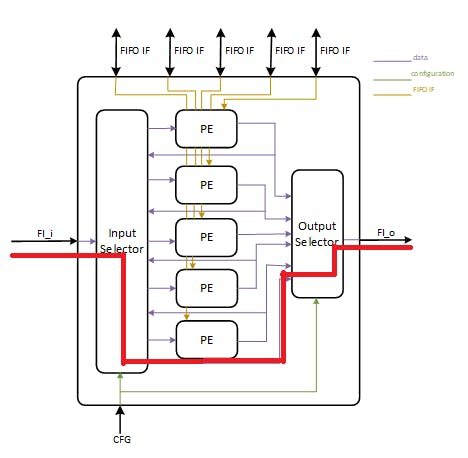 FIFO IF FIFO IF FIFO IF FIFO IF FIFO IF
data
configuration
FIFO IF
PE
PE
FI_i
Input
Selector
PE
Output
Selector
FI_o
PE
PE
CFG